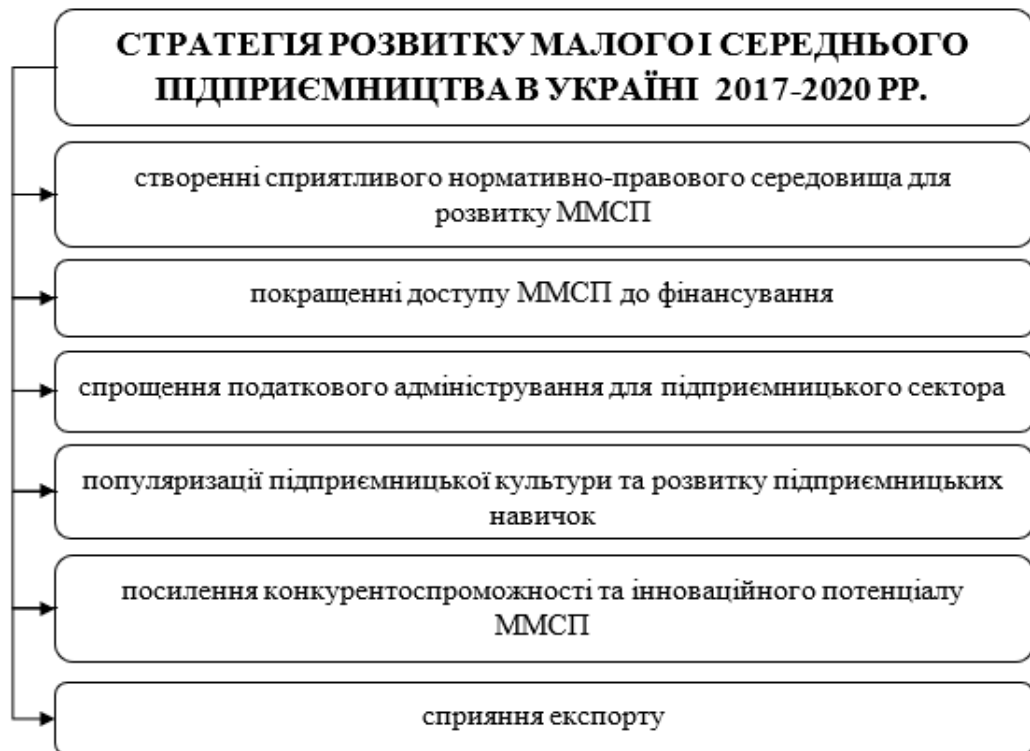 СТРАТЕГІЯ РОЗВИТКУ МАЛОГО І СЕРЕДНЬОГО
ПІДПРИЄМНИЦТВА В УКРАЇНІ 2017-2020 РР.
створенні сприятливого нормативно-правового середовища для
розвитку ММСП
покращенні доступу ММСП до фінансування
спрощення податкового адміністрування для підприємницького сектора
популяризації підприємницької культури та розвитку підприємницьких
навичок
посилення конкурентоспроможності та інноваційного потенціалу
ММСП
сприяння експорту